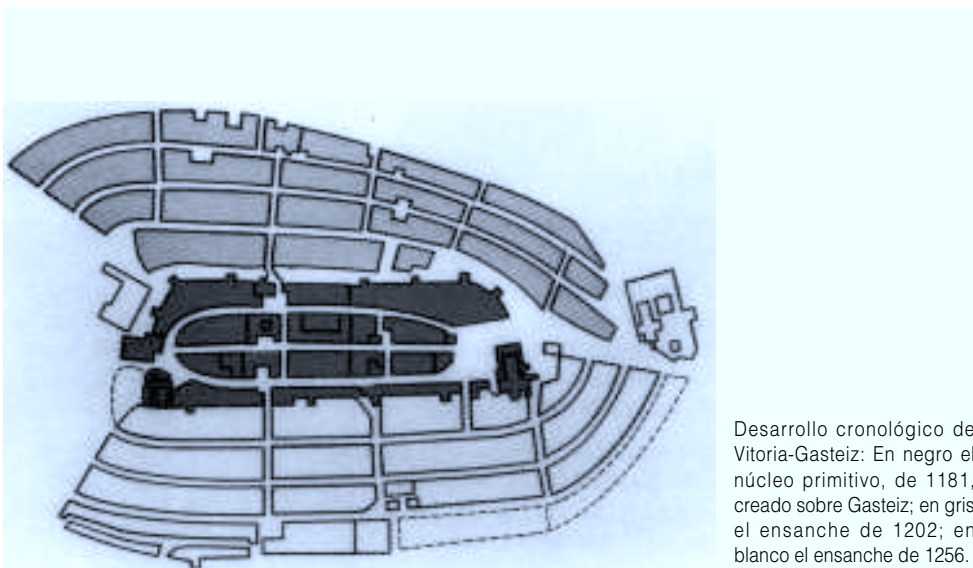 Desarrollo cronológico de
Vitoria-Gasteiz: En negro el
núcleo primitivo, de 1181,
creado sobre Gasteiz; en gris
el ensanche de 1202; en
blanco el ensanche de 1256.